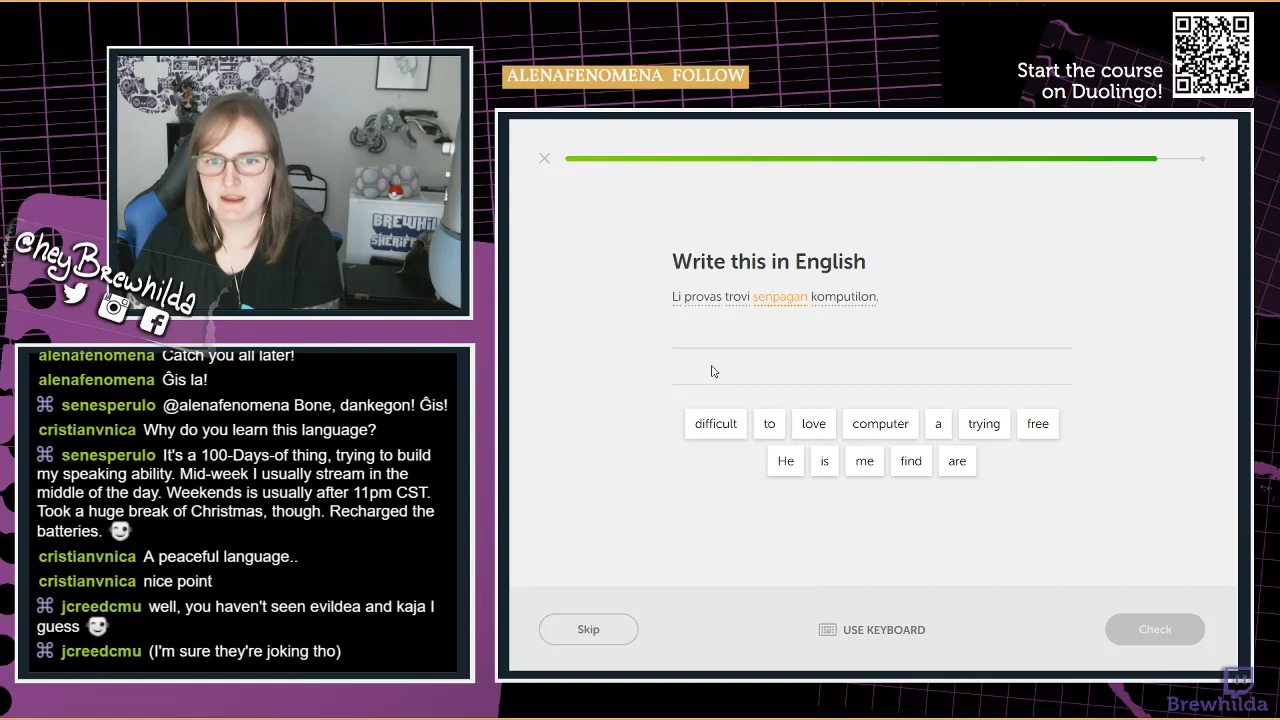 ALENAFENOMENA FOLLOW
Start the course
on Duolingo!
BREWHIL
SHERIFF
@heyBrewhilda
alenafenomena Catch you all later!
alenafenomena Ĝis la!
senesperulo @alenafenomena Bone, dankegon! Ĝis!
cristianvnica Why do you learn this language?
senesperulo It's a 100-Days-of thing, trying to build
my speaking ability. Mid-week I usually stream in the
middle of the day. Weekends is usually after 11pm CST.
Took a huge break of Christmas, though. Recharged the
batteries.
cristianvnica A peaceful language..
cristianvnica nice point
jcreedcmu well, you haven't seen evildea and kaja I
guess
jcreedcmu (I'm sure they're joking tho)
Write this in English
Li provas trovi senpagan komputilon.
difficult to love computer a trying free
He is me find are
Skip
USE KEYBOARD
Check
Brewhilda